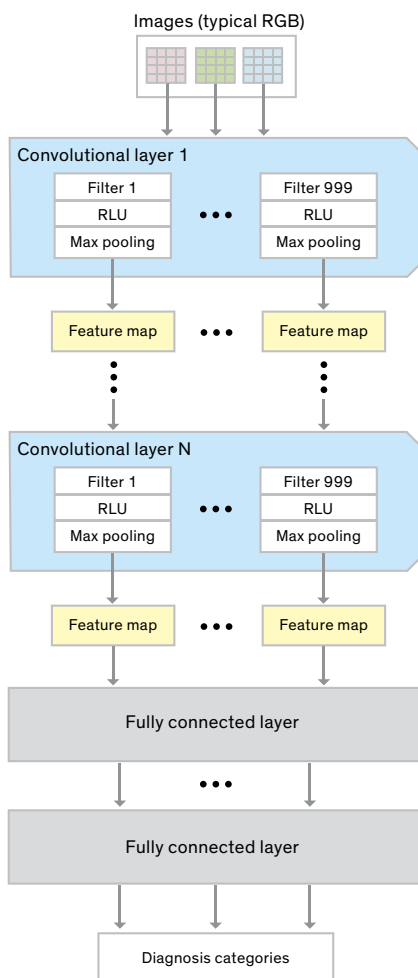 Images (typical RGB)
Convolutional layer 1
Filter 1
Filter 999
RLU
RLU
Max pooling
Max pooling
Feature map
Feature map
Convolutional layer N
Filter 1
Filter 999
RLU
RLU
Max pooling
Max pooling
Feature map
Feature map
Fully connected layer
Fully connected layer
Diagnosis categories